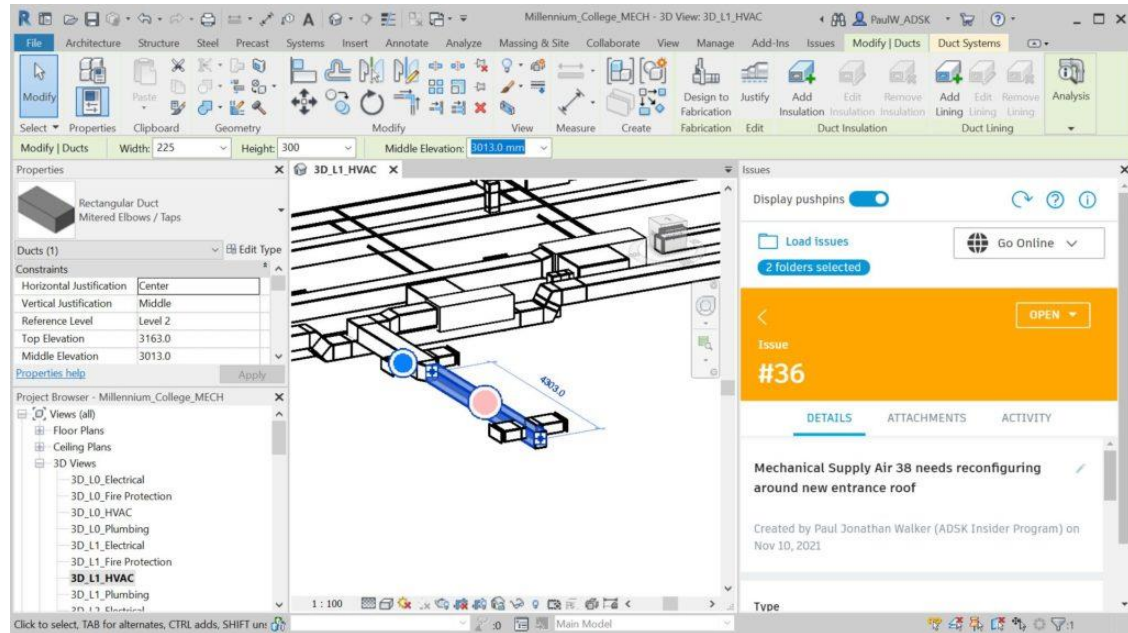 Millennium_College_MECH - 3D View: 3D_L1_HVAC
PaulW_ADSK
File Architecture Structure Steel Precast Systems Insert Annotate Analyze Massing & Site Collaborate View Manage Add-Ins Issues Modify | Ducts Duct Systems
Modify
Paste
Design to Fabrication
Justify
Add Insulation
Edit Insulation
Remove Insulation
Add Lining
Edit Lining
Remove Lining
Analysis
Select Properties Clipboard Geometry Modify View Measure Create Fabrication Edit Duct Insulation Duct Lining
Modify | Ducts Width: 225 Height: 300 Middle Elevation: 3013.0 mm
Properties
Rectangular Duct
Mitered Elbows / Taps
Ducts (1) Edit Type
Constraints
Horizontal Justification Center
Vertical Justification Middle
Reference Level Level 2
Top Elevation 3163.0
Middle Elevation 3013.0
Properties help Apply
Project Browser - Millennium_College_MECH
Views (all)
Floor Plans
Ceiling Plans
3D Views
3D_L0_Electrical
3D_L0_Fire Protection
3D_L0_HVAC
3D_L0_Plumbing
3D_L1_Electrical
3D_L1_Fire Protection
3D_L1_HVAC
3D_L1_Plumbing
3D_L2_Electrical
3D_L1_HVAC
4303.0
1 : 100
Issues
Display pushpins
Load issues
Go Online
2 folders selected
OPEN
Issue
#36
DETAILS ATTACHMENTS ACTIVITY
Mechanical Supply Air 38 needs reconfiguring
around new entrance roof
Created by Paul Jonathan Walker (ADSK Insider Program) on
Nov 10, 2021
Type
Click to select, TAB for alternates, CTRL adds, SHIFT uns :0 Main Model :1